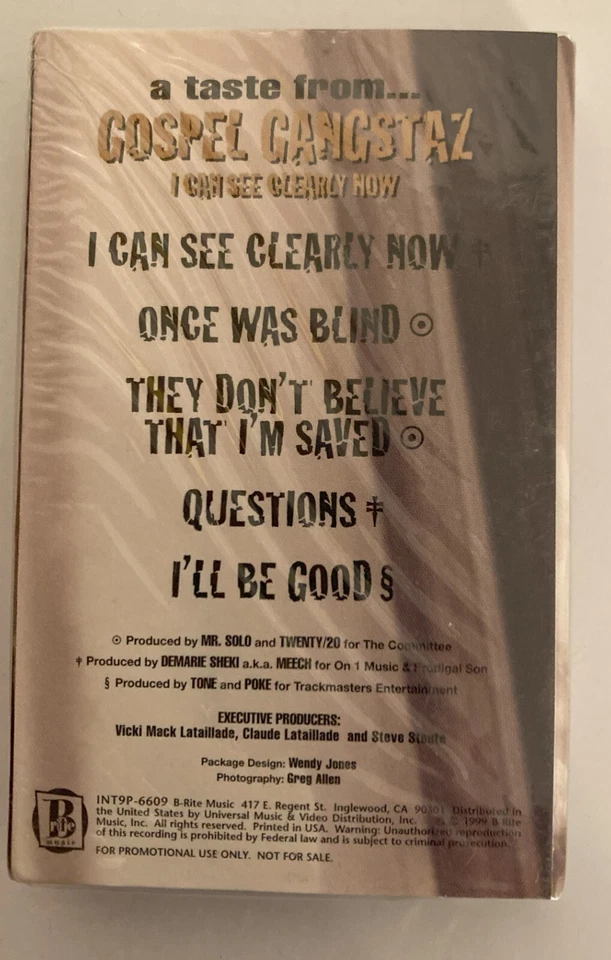 a taste from...
GOSPEL GANGSTAZ
I CAN SEE CLEARLY NOW
I CAN SEE CLEARLY NOW ‡
ONCE WAS BLIND ⊙
THEY DON'T BELIEVE
THAT I'M SAVED ⊙
QUESTIONS ‡
I'LL BE GOOD §
⊙ Produced by MR. SOLO and TWENTY/20 for The Committee
‡ Produced by DEMARIE SHEKI a.k.a. MEECH for On 1 Music & Prodigal Son
§ Produced by TONE and POKE for Trackmasters Entertainment
EXECUTIVE PRODUCERS:
Vicki Mack Lataillade, Claude Lataillade and Steve Stoute
Package Design: Wendy Jones
Photography: Greg Allen
B RITE
music
INT9P-6609 B-Rite Music 417 E. Regent St. Inglewood, CA 90301 Distributed in
the United States by Universal Music & Video Distribution, Inc. ℗ © 1999 B Rite
Music, Inc. All rights reserved. Printed in USA. Warning: Unauthorized reproduction
of this recording is prohibited by Federal law and is subject to criminal prosecution.
FOR PROMOTIONAL USE ONLY. NOT FOR SALE.